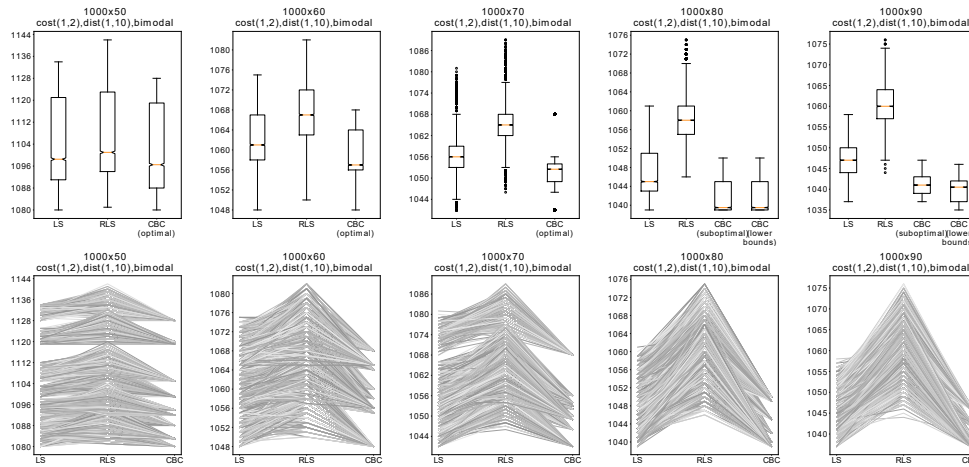 1000x50
cost(1,2),dist(1,10),bimodal
1144
1136
1128
1120
1112
1104
1096
1088
1080
LS RLS CBC
(optimal)
1000x60
cost(1,2),dist(1,10),bimodal
1080
1076
1072
1068
1064
1060
1056
1052
1048
LS RLS CBC
(optimal)
1000x70
cost(1,2),dist(1,10),bimodal
1086
1080
1074
1068
1062
1056
1050
1044
LS RLS CBC
(optimal)
1000x80
cost(1,2),dist(1,10),bimodal
1076
1072
1068
1064
1060
1056
1052
1048
1044
1040
LS RLS CBC CBC
(suboptimal)(lower
bounds)
1000x90
cost(1,2),dist(1,10),bimodal
1075
1070
1065
1060
1055
1050
1045
1040
1035
LS RLS CBC CBC
(suboptimal)(lower
bounds)
1000x50
cost(1,2),dist(1,10),bimodal
1144
1136
1128
1120
1112
1104
1096
1088
1080
LS RLS CBC
1000x60
cost(1,2),dist(1,10),bimodal
1080
1076
1072
1068
1064
1060
1056
1052
1048
LS RLS CBC
1000x70
cost(1,2),dist(1,10),bimodal
1086
1080
1074
1068
1062
1056
1050
1044
LS RLS CBC
1000x80
cost(1,2),dist(1,10),bimodal
1076
1072
1068
1064
1060
1056
1052
1048
1044
1040
LS RLS CBC
1000x90
cost(1,2),dist(1,10),bimodal
1075
1070
1065
1060
1055
1050
1045
1040
LS RLS